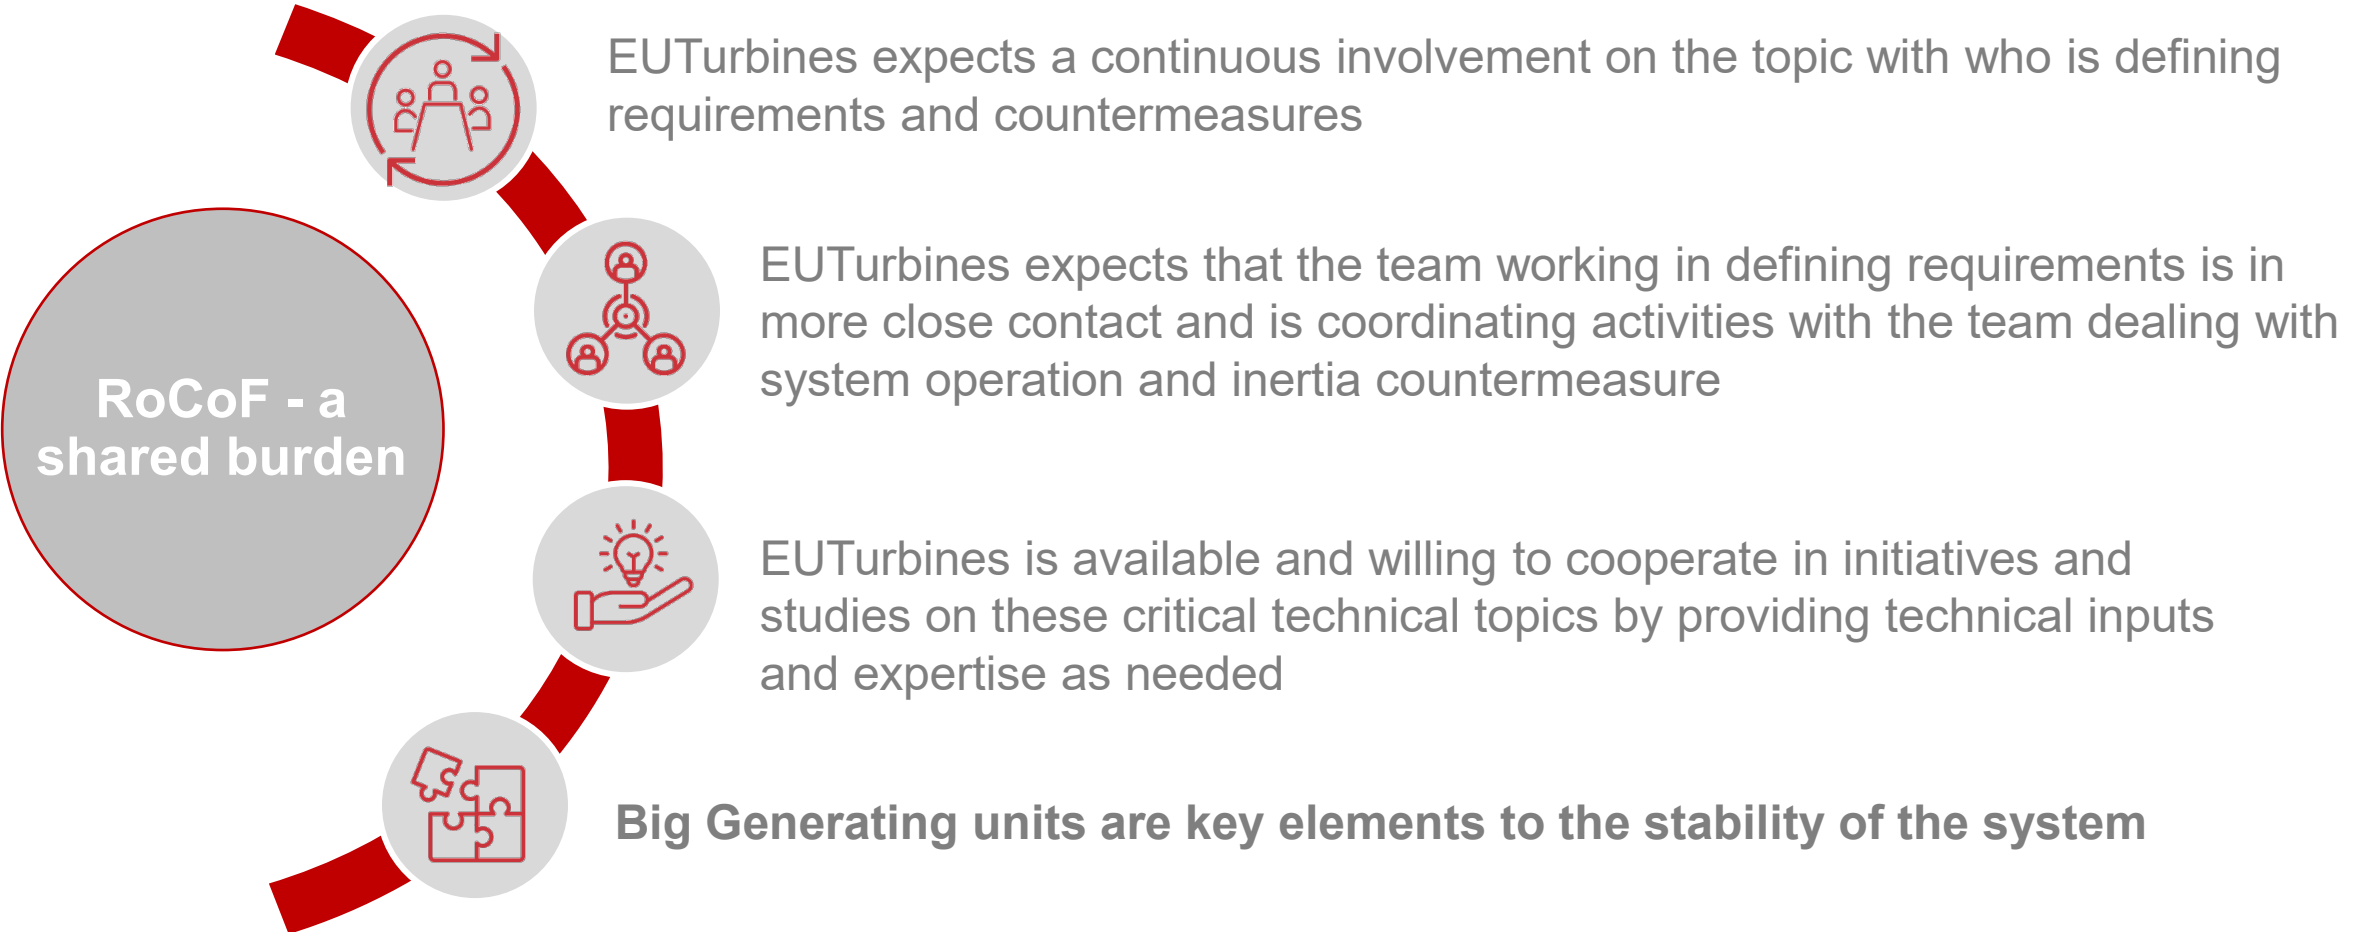 RoCoF - a
shared burden
EUTurbines expects a continuous involvement on the topic with who is defining
requirements and countermeasures
EUTurbines expects that the team working in defining requirements is in
more close contact and is coordinating activities with the team dealing with
system operation and inertia countermeasure
EUTurbines is available and willing to cooperate in initiatives and
studies on these critical technical topics by providing technical inputs
and expertise as needed
Big Generating units are key elements to the stability of the system